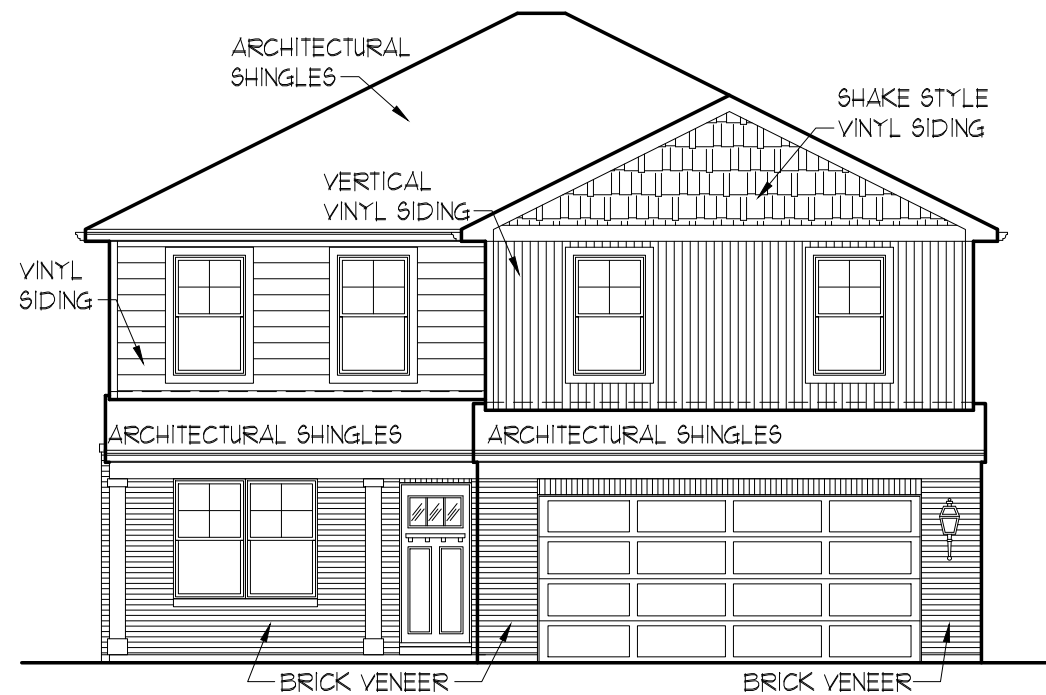 ARCHITECTURAL
SHINGLES
SHAKE STYLE
VINYL SIDING
VERTICAL
VINYL SIDING
VINYL
SIDING
ARCHITECTURAL SHINGLES
ARCHITECTURAL SHINGLES
BRICK VENEER
BRICK VENEER